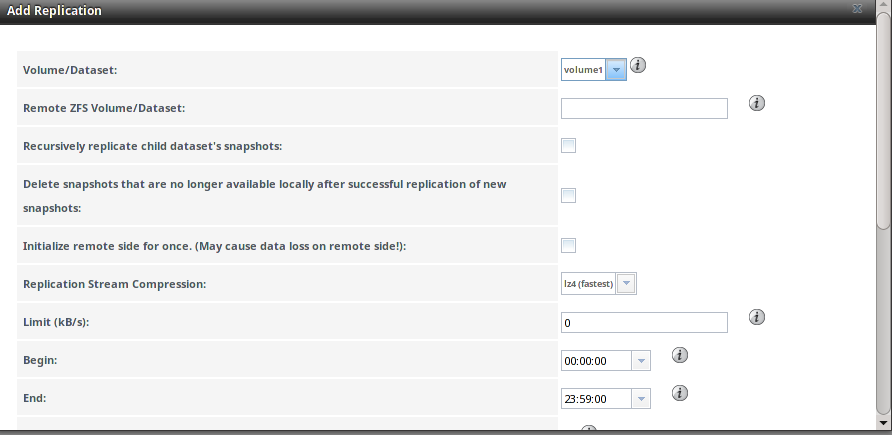 Add Replication
Volume/Dataset:
volume1
Remote ZFS Volume/Dataset:
Recursively replicate child dataset's snapshots:
Delete snapshots that are no longer available locally after successful replication of new
snapshots:
Initialize remote side for once. (May cause data loss on remote side!):
Replication Stream Compression:
lz4 (fastest)
Limit (kB/s):
0
Begin:
00:00:00
End:
23:59:00